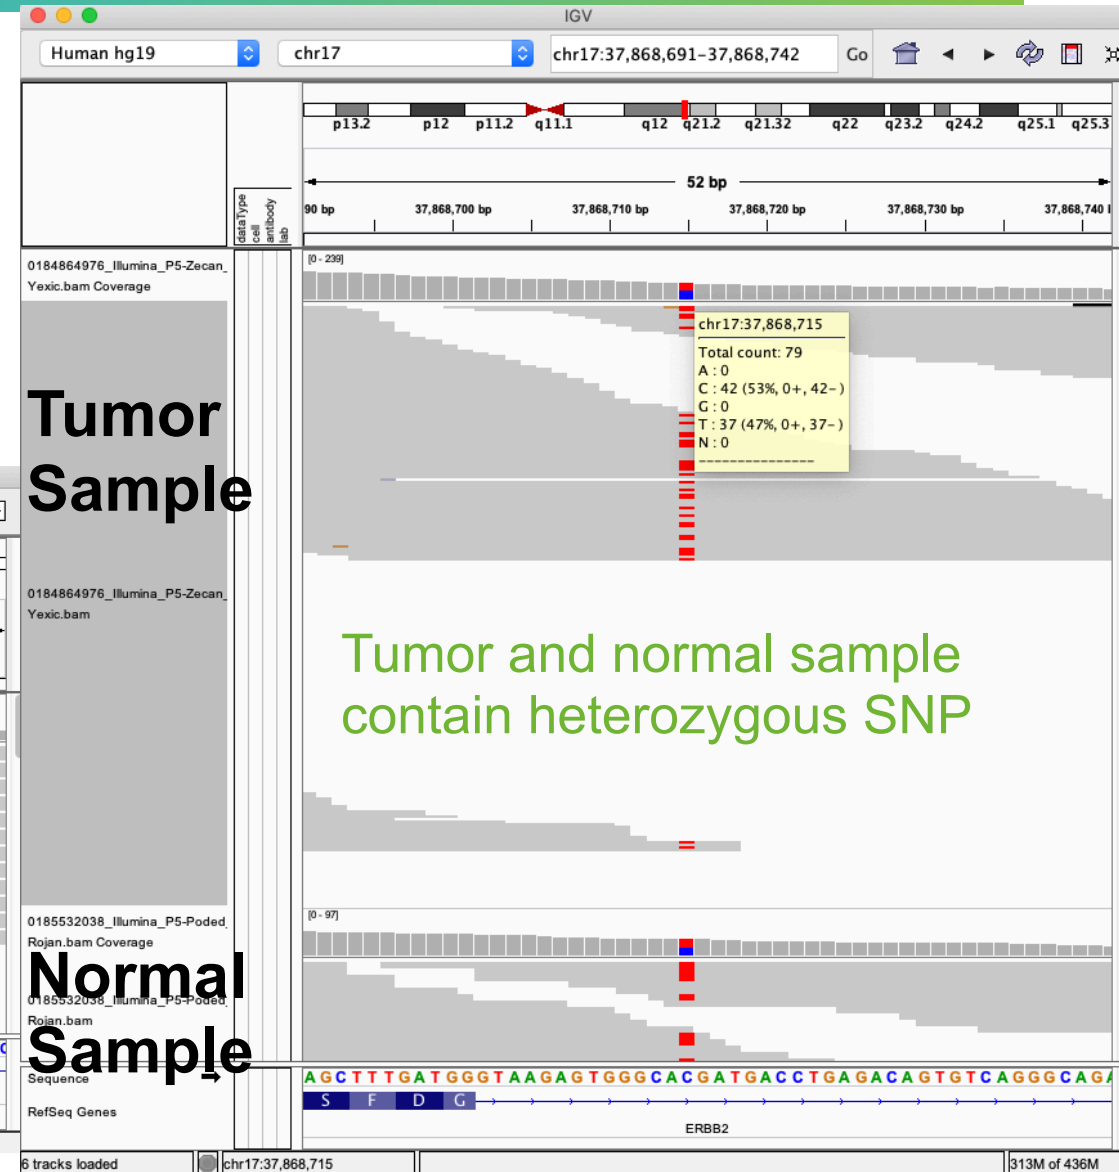 IGV
Human hg19
chr17
chr17:37,868,691-37,868,742
Go
p13.2 p12 p11.2 q11.1 q12 q21.2 q21.32 q22 q23.2 q24.2 q25.1 q25.3
52 bp
90 bp 37,868,700 bp 37,868,710 bp 37,868,720 bp 37,868,730 bp 37,868,740
dataType
cell
antibody
lab
0184864976_Illumina_P5-Zecan_
Yexic.bam Coverage
[0 - 239]
chr17:37,868,715
Total count: 79
A : 0
C : 42 (53%, 0+, 42-)
G : 0
T : 37 (47%, 0+, 37-)
N : 0
---------------
Tumor
Sample
0184864976_Illumina_P5-Zecan_
Yexic.bam
Tumor and normal sample
contain heterozygous SNP
0185532038_Illumina_P5-Poded_
Rojan.bam Coverage
[0 - 97]
Normal
Sample
0185532038_Illumina_P5-Poded_
Rojan.bam
Sequence
A G C T T T G A T G G G T A A G A G T G G G C A C G A T G A C C T G A G A C A G T G T C A G G G C A G A
RefSeq Genes
S F D G
ERBB2
6 tracks loaded
chr17:37,868,715
313M of 436M